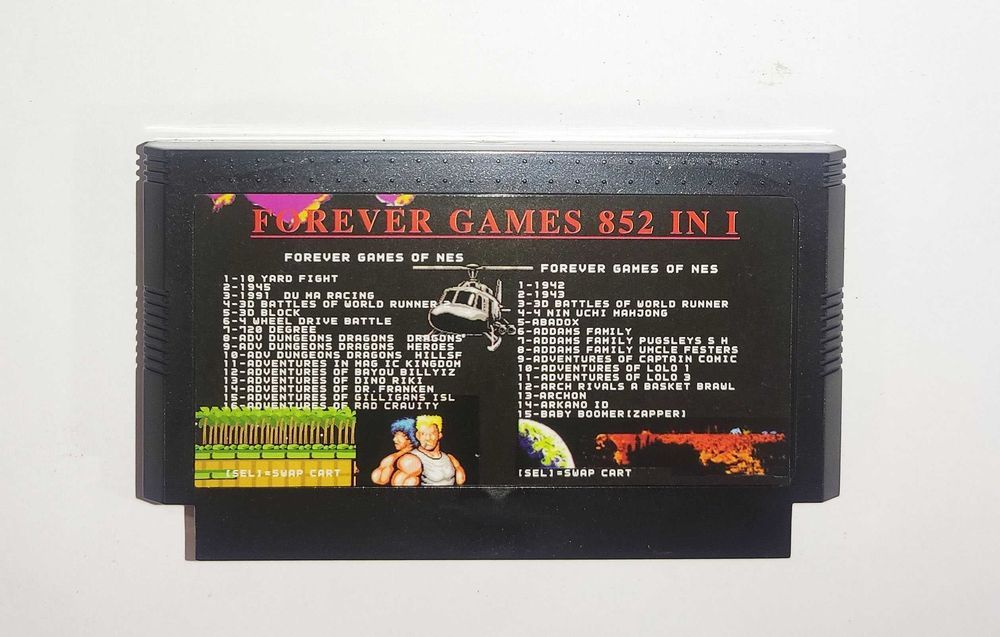 FOREVER GAMES 852 IN I
FOREVER GAMES OF NES
1-10 YARD FIGHT
2-1945
3-1991 DU MA RACING
4-3D BATTLES OF WORLD RUNNER
5-3D BLOCK
6-4 WHEEL DRIVE BATTLE
7-720 DEGREE
8-ADV DUNGEONS DRAGONS DRAGONS
9-ADV DUNGEONS DRAGONS HEROES
10-ADV DUNGEONS DRAGONS HILLSF
11-ADVENTURES IN MAG IC KINGDOM
12-ADVENTURES OF BAYOU BILLYIZ
13-ADVENTURES OF DINO RIKI
14-ADVENTURES OF DR.FRANKEN
15-ADVENTURES OF GILLIGANS ISL
16-ADVENTURES OF RAD CRAUITY
[SEL]=SWAP CART
FOREVER GAMES OF NES
1-1942
2-1943
3-3D BATTLES OF WORLD RUNNER
4-4 NIN UCHI MAHJONG
5-ABADOX
6-ADDAMS FAMILY
7-ADDAMS FAMILY PUGSLEYS S H
8-ADDAMS FAMILY UNCLE FESTERS
9-ADVENTURES OF CAPTAIN COMIC
10-ADVENTURES OF LOLO 1
11-ADVENTURES OF LOLO 3
12-ARCH RIVALS A BASKET BRAWL
13-ARCHON
14-ARKANO ID
15-BABY BOOMER[ZAPPER]
[SEL]=SWAP CART